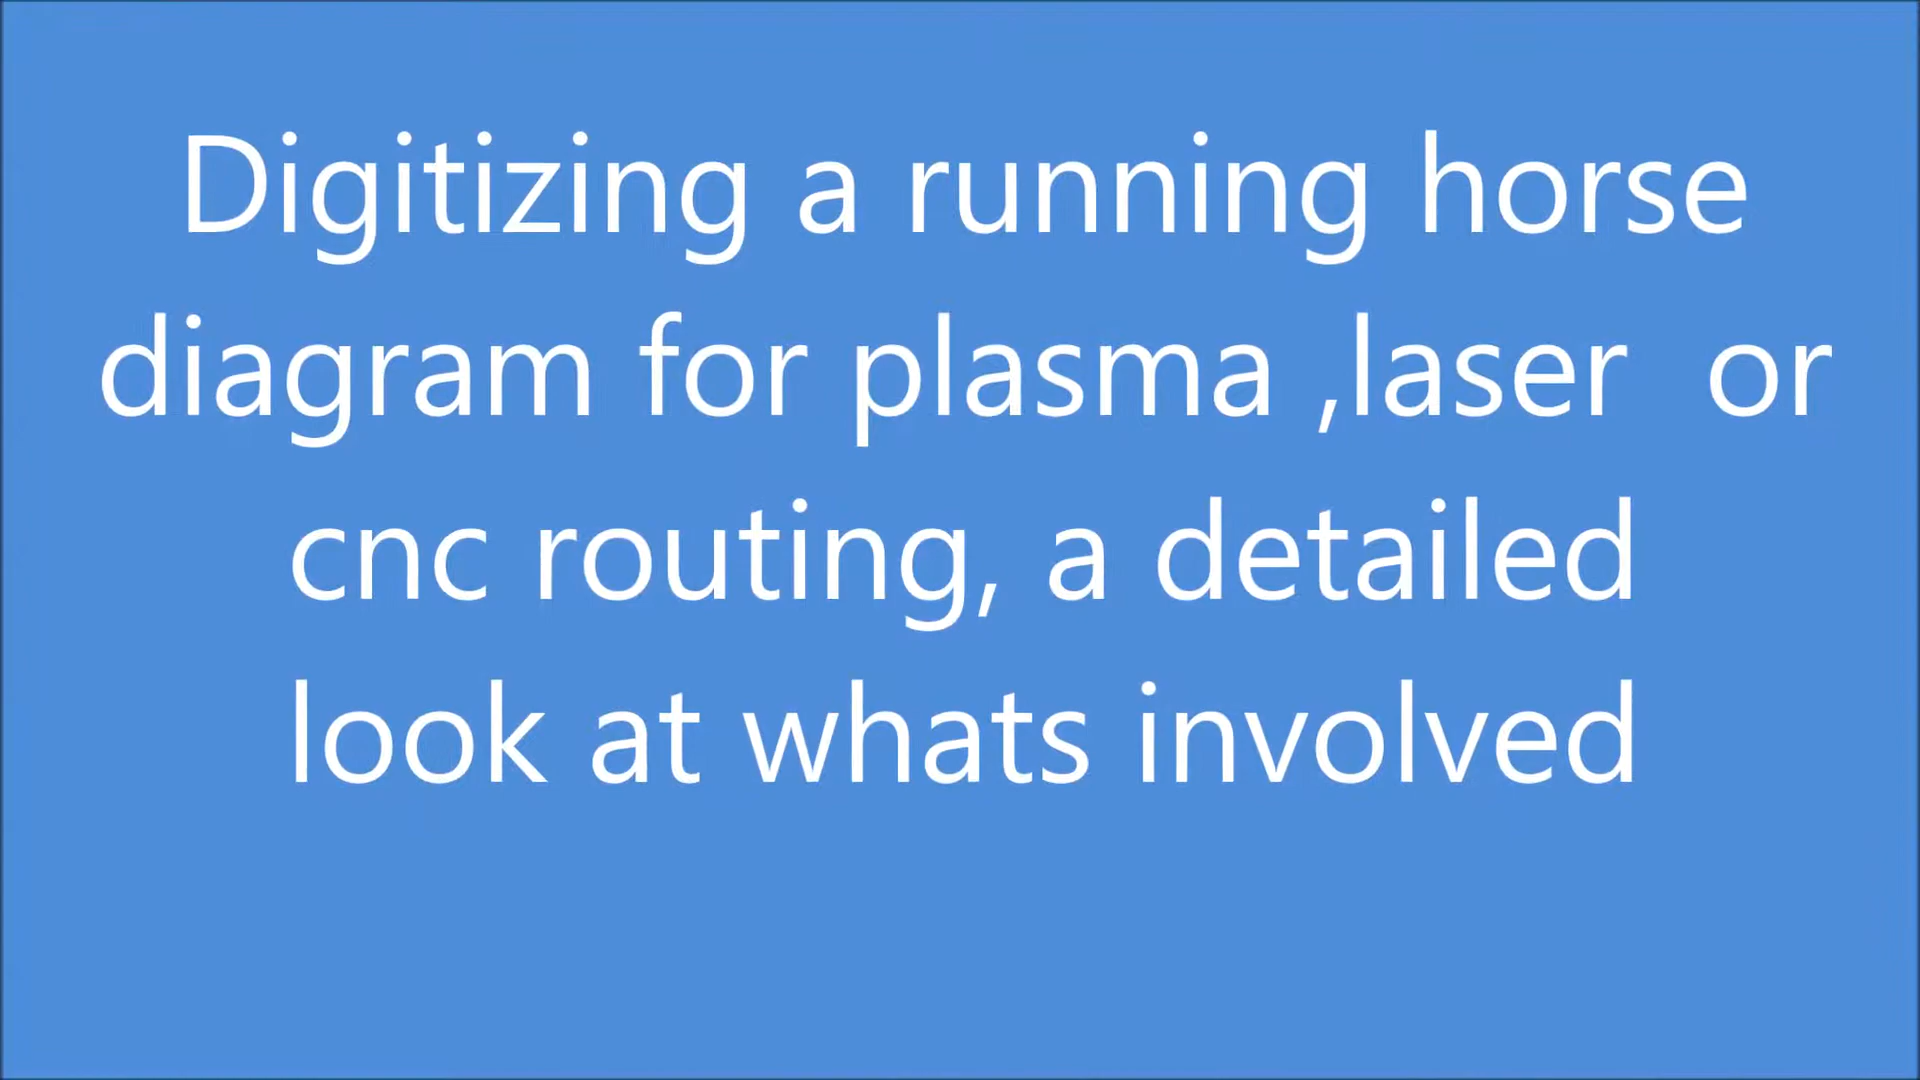 Digitizing a running horse
diagram for plasma ,laser  or
cnc routing, a detailed
look at whats involved